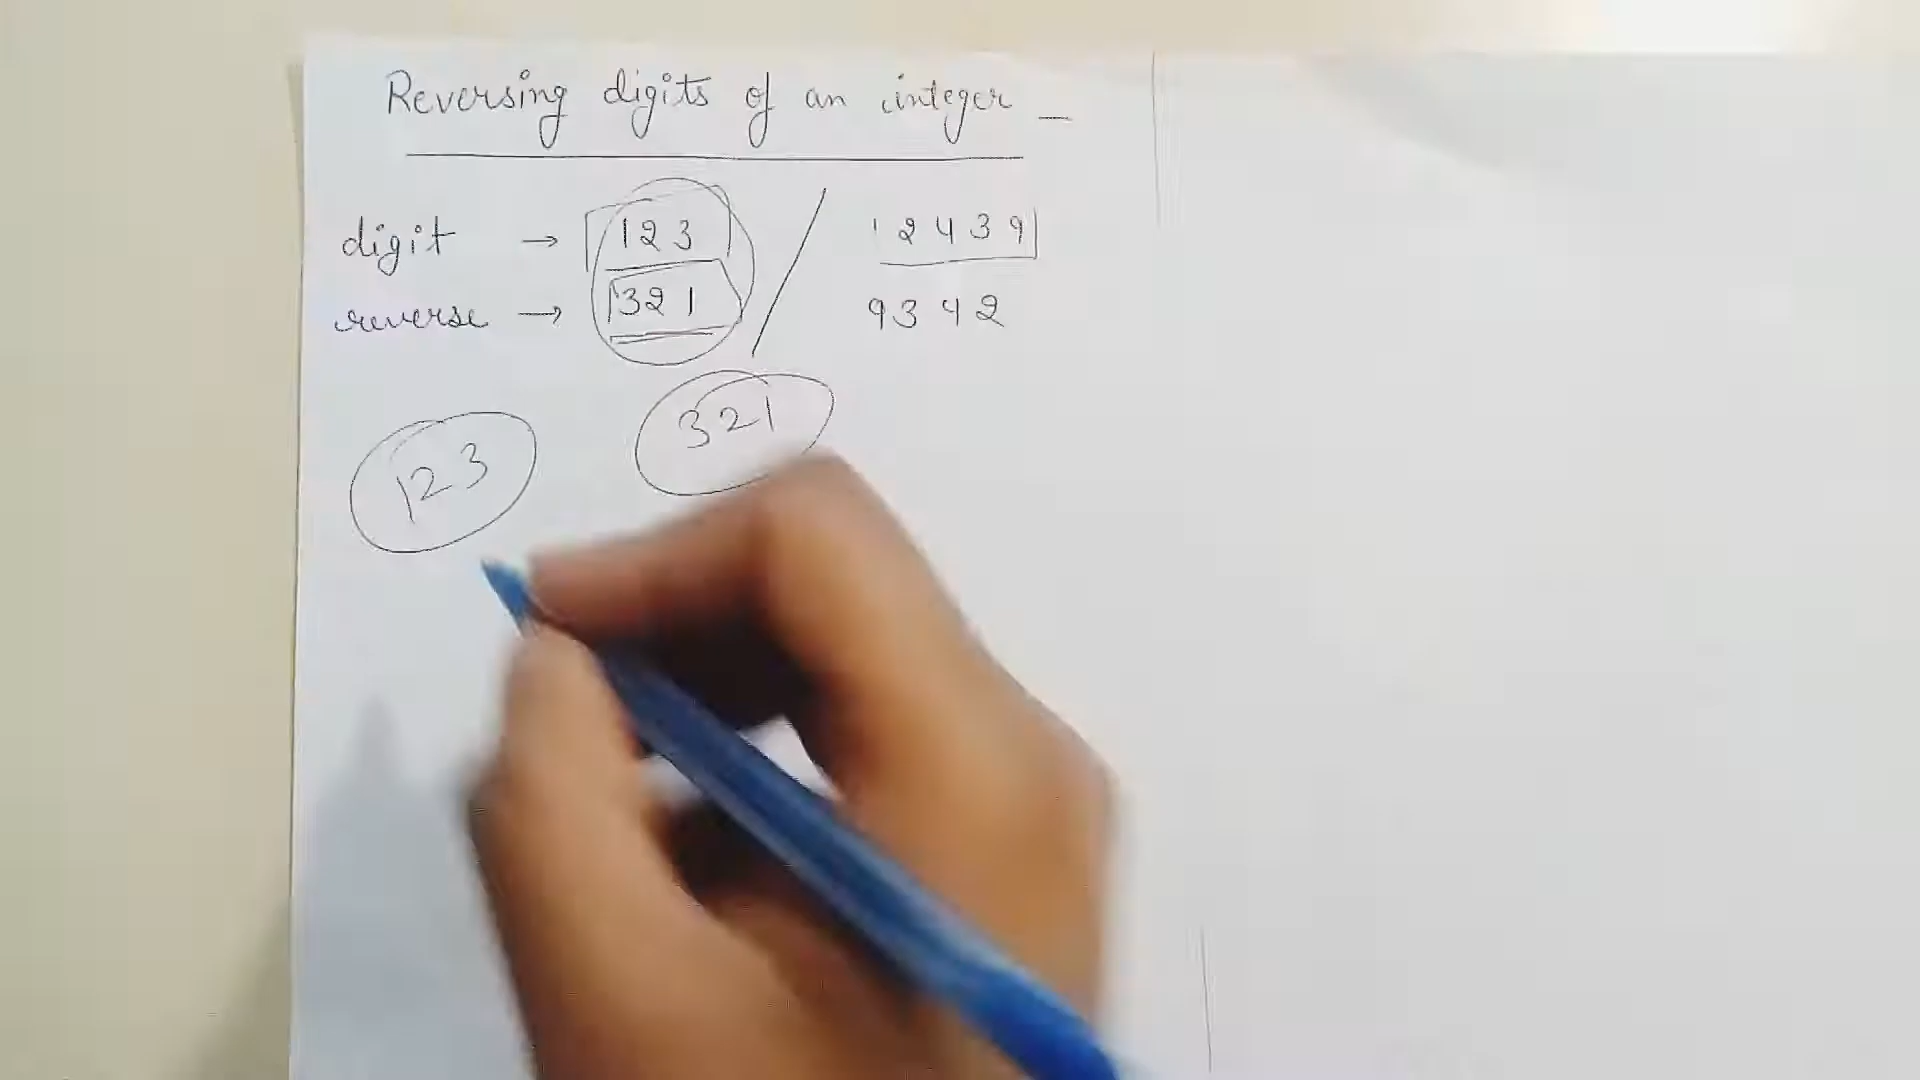 Reversing digits of an integer _
digit → 123 / 12439
reverse → 321 9342
123 321